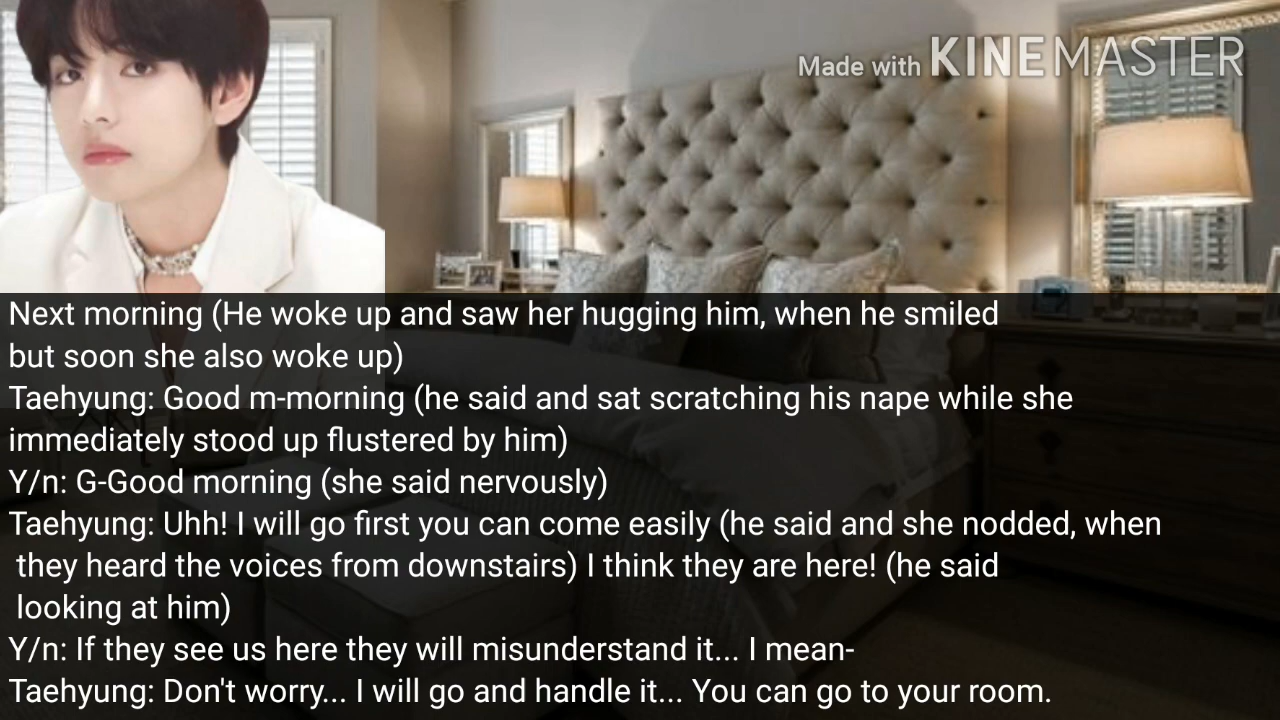 Made with KINEMASTER
Next morning (He woke up and saw her hugging him, when he smiled
but soon she also woke up)
Taehyung: Good m-morning (he said and sat scratching his nape while she
immediately stood up flustered by him)
Y/n: G-Good morning (she said nervously)
Taehyung: Uhh! I will go first you can come easily (he said and she nodded, when
they heard the voices from downstairs) I think they are here! (he said
looking at him)
Y/n: If they see us here they will misunderstand it... I mean-
Taehyung: Don't worry... I will go and handle it... You can go to your room.